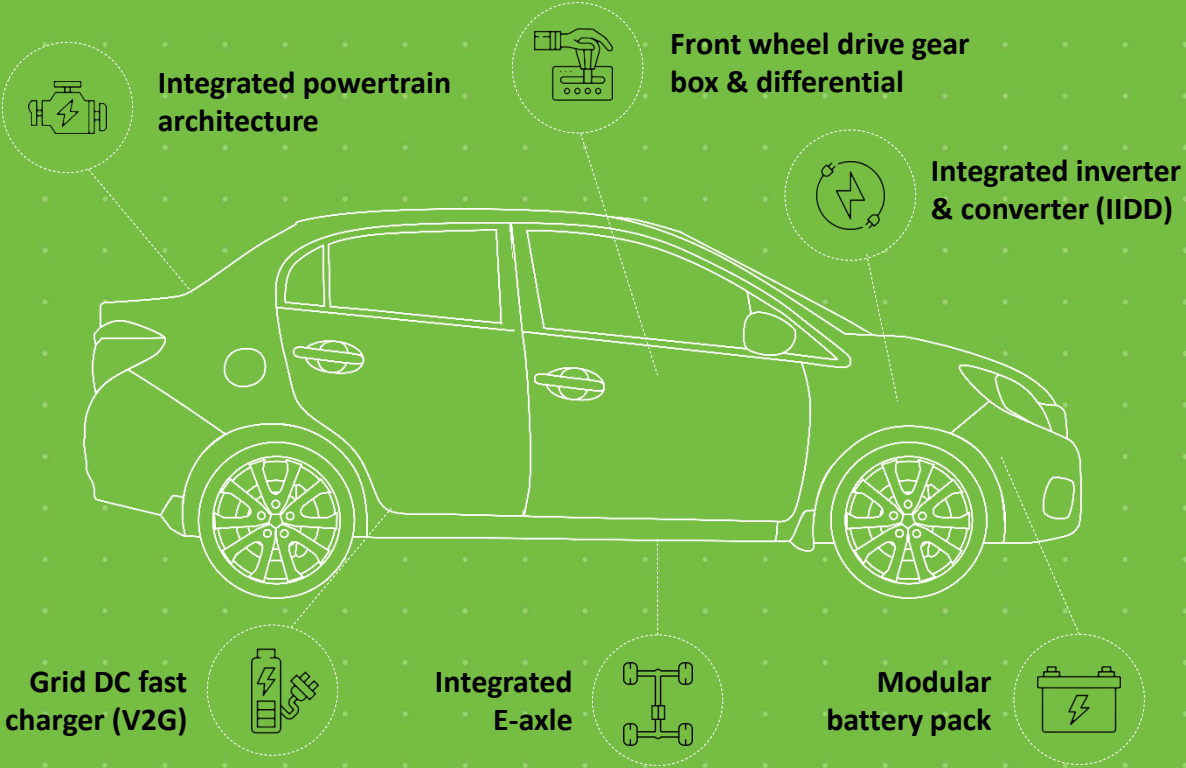 Integrated powertrain
architecture
Front wheel drive gear
box & differential
Integrated inverter
& converter (IIDD)
Grid DC fast
charger (V2G)
Integrated
E-axle
Modular
battery pack